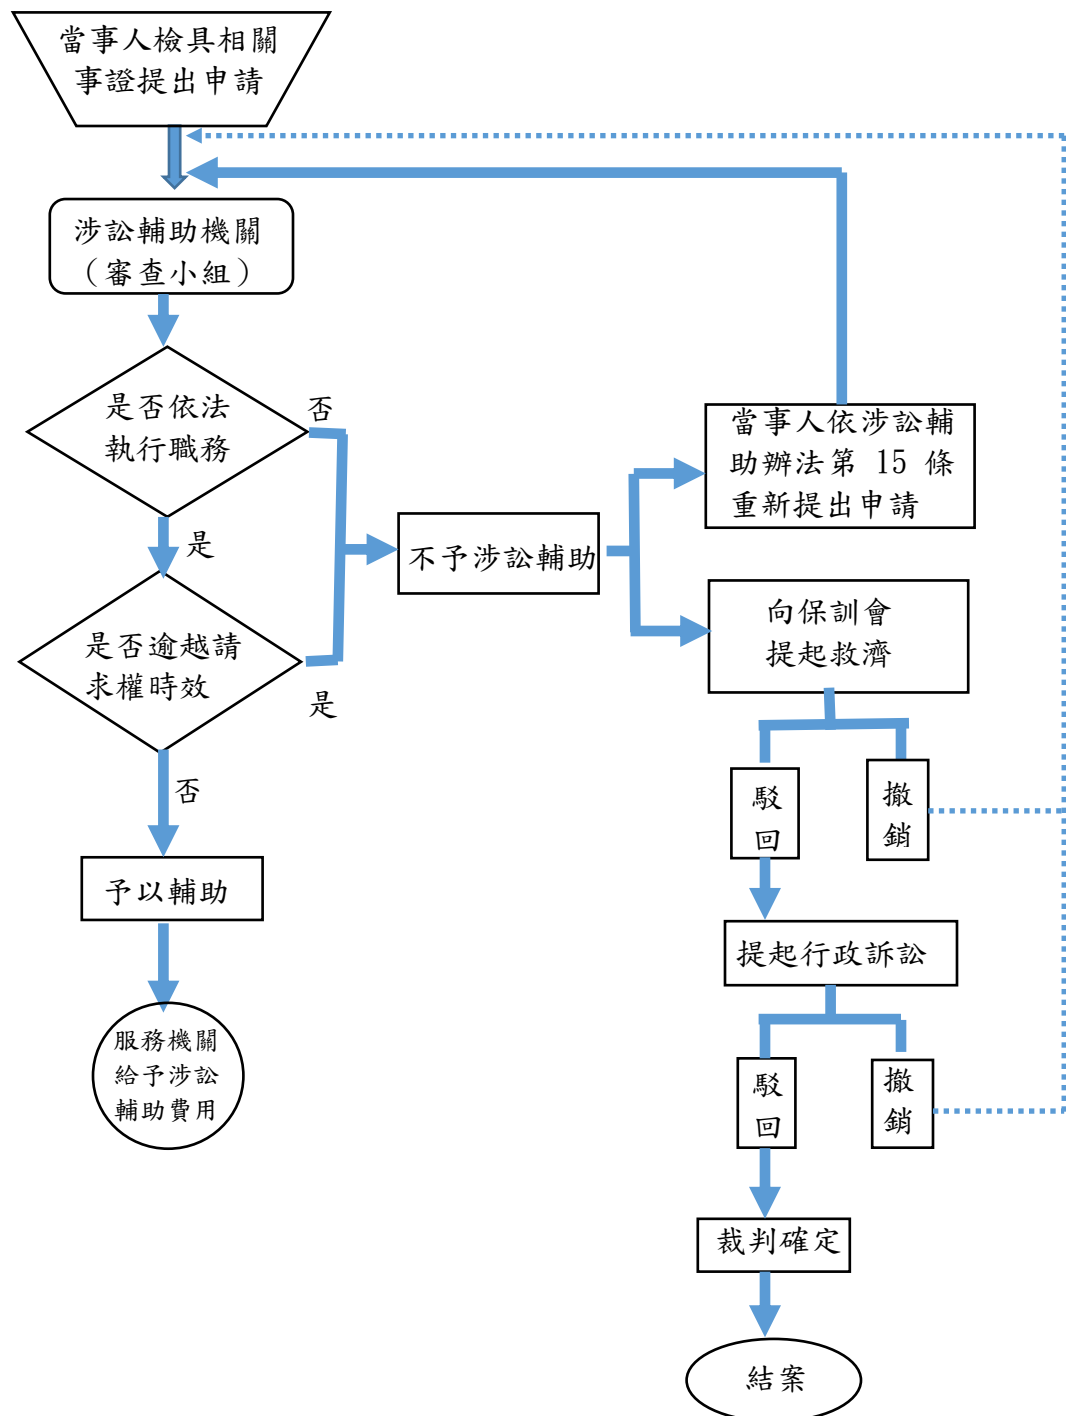 當事人檢具相關
事證提出申請
涉訟輔助機關
（審查小組）
是否依法
執行職務
否
是
是否逾越請
求權時效
是
否
予以輔助
服務機關
給予涉訟
輔助費用
不予涉訟輔助
當事人依涉訟輔
助辦法第 15 條
重新提出申請
向保訓會
提起救濟
駁
回
撤
銷
提起行政訴訟
駁
回
撤
銷
裁判確定
結案